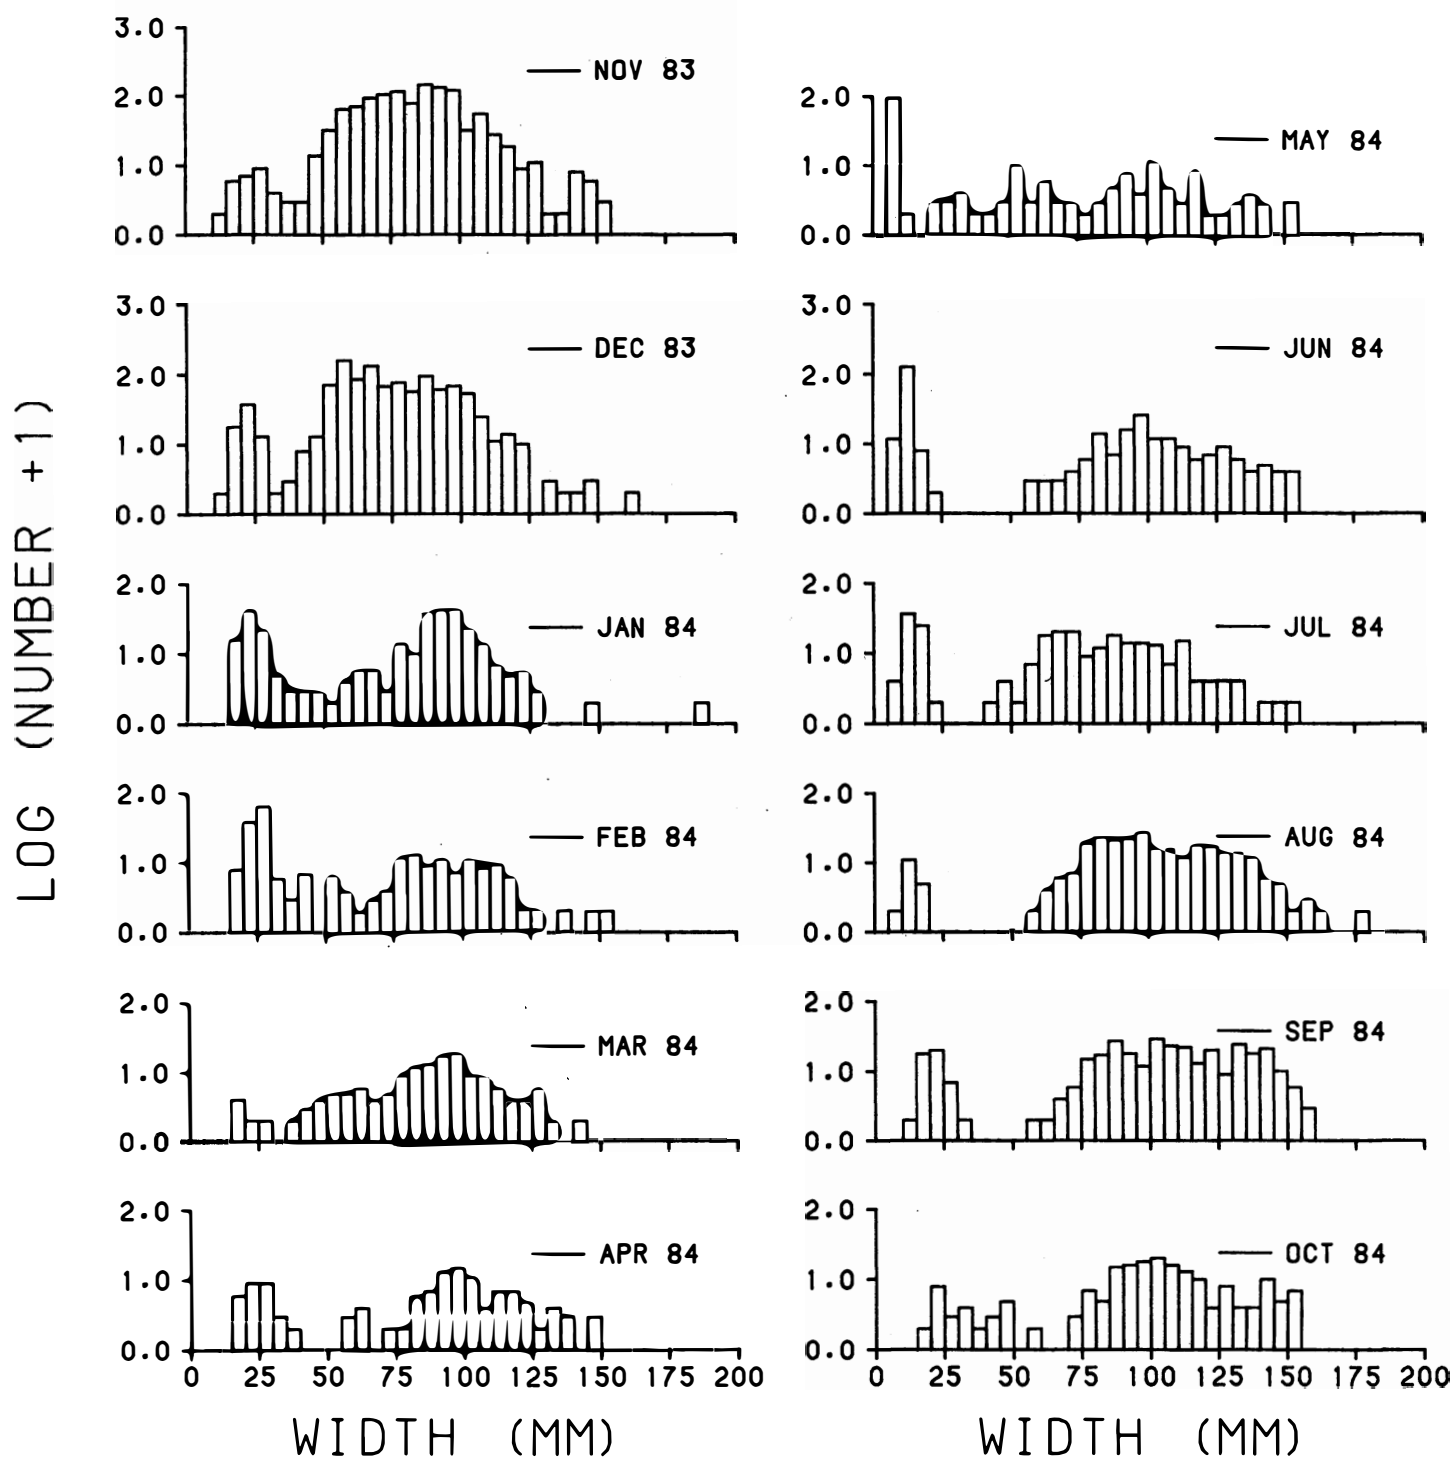 LOG (NUMBER +1)
3.0
2.0
1.0
0.0
NOV 83
3.0
2.0
1.0
0.0
DEC 83
2.0
1.0
0.0
JAN 84
2.0
1.0
0.0
FEB 84
2.0
1.0
0.0
MAR 84
2.0
1.0
0.0
APR 84
0 25 50 75 100 125 150 175 200
WIDTH (MM)
2.0
1.0
0.0
MAY 84
3.0
2.0
1.0
0.0
JUN 84
2.0
1.0
0.0
JUL 84
2.0
1.0
0.0
AUG 84
2.0
1.0
0.0
SEP 84
2.0
1.0
0.0
OCT 84
0 25 50 75 100 125 150 175 200
WIDTH (MM)